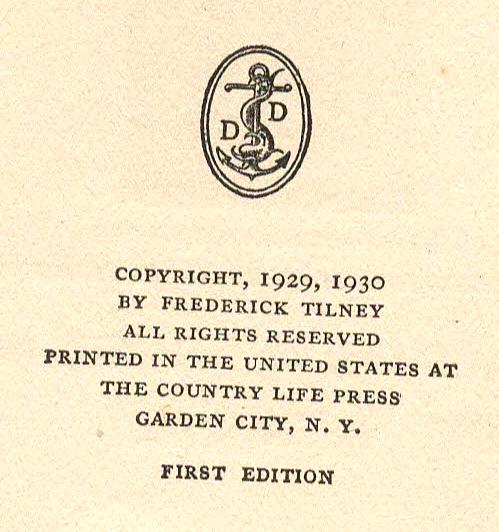 D D
COPYRIGHT, 1929, 1930
BY FREDERICK TILNEY
ALL RIGHTS RESERVED
PRINTED IN THE UNITED STATES AT
THE COUNTRY LIFE PRESS
GARDEN CITY, N. Y.
FIRST EDITION